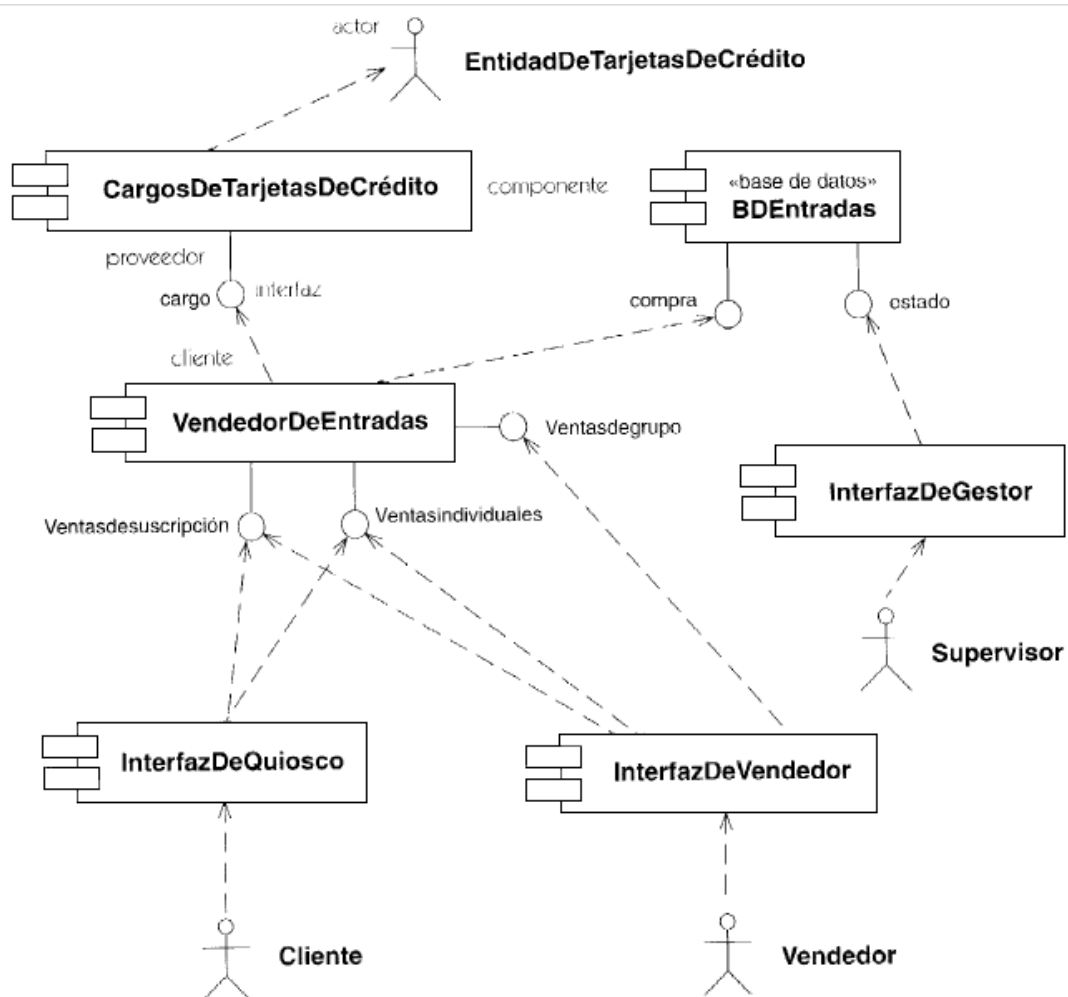 actor
EntidadDeTarjetasDeCrédito
CargosDeTarjetasDeCrédito
componente
«base de datos»
BDEntradas
proveedor
cargo
interfaz
compra
estado
cliente
VendedorDeEntradas
Ventasdegrupo
InterfazDeGestor
Ventasdesuscripción
Ventasindividuales
Supervisor
InterfazDeQuiosco
InterfazDeVendedor
Cliente
Vendedor